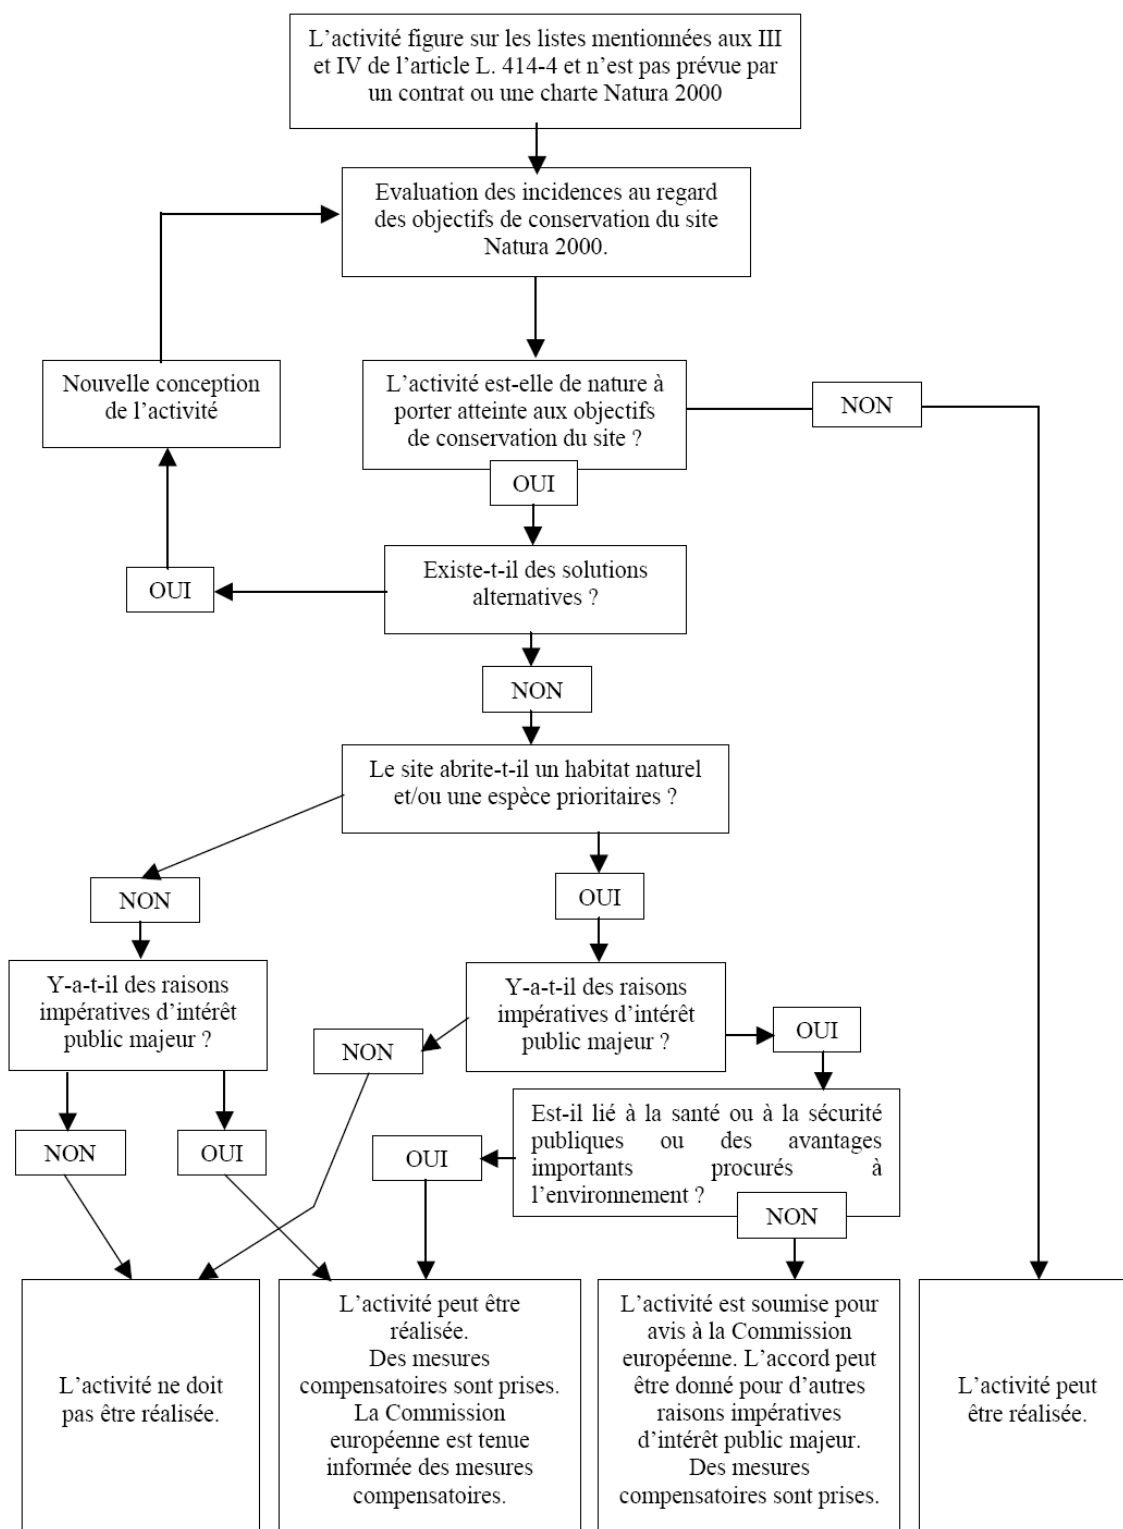 L’activité figure sur les listes mentionnées aux III
et IV de l’article L. 414-4 et n’est pas prévue par
un contrat ou une charte Natura 2000
Evaluation des incidences au regard
des objectifs de conservation du site
Natura 2000.
Nouvelle conception
de l’activité
L’activité est-elle de nature à
porter atteinte aux objectifs
de conservation du site ?
NON
OUI
Existe-t-il des solutions
alternatives ?
OUI
NON
Le site abrite-t-il un habitat naturel
et/ou une espèce prioritaires ?
NON
OUI
Y-a-t-il des raisons
impératives d’intérêt
public majeur ?
Y-a-t-il des raisons
impératives d’intérêt
public majeur ?
NON
OUI
Est-il lié à la santé ou à la sécurité
publiques ou des avantages
importants procurés à
l’environnement ?
NON
OUI
OUI
NON
L’activité ne doit
pas être réalisée.
L’activité peut être
réalisée.
Des mesures
compensatoires sont prises.
La Commission
européenne est tenue
informée des mesures
compensatoires.
L’activité est soumise pour
avis à la Commission
européenne. L’accord peut
être donné pour d’autres
raisons impératives
d’intérêt public majeur.
Des mesures
compensatoires sont prises.
L’activité peut
être réalisée.